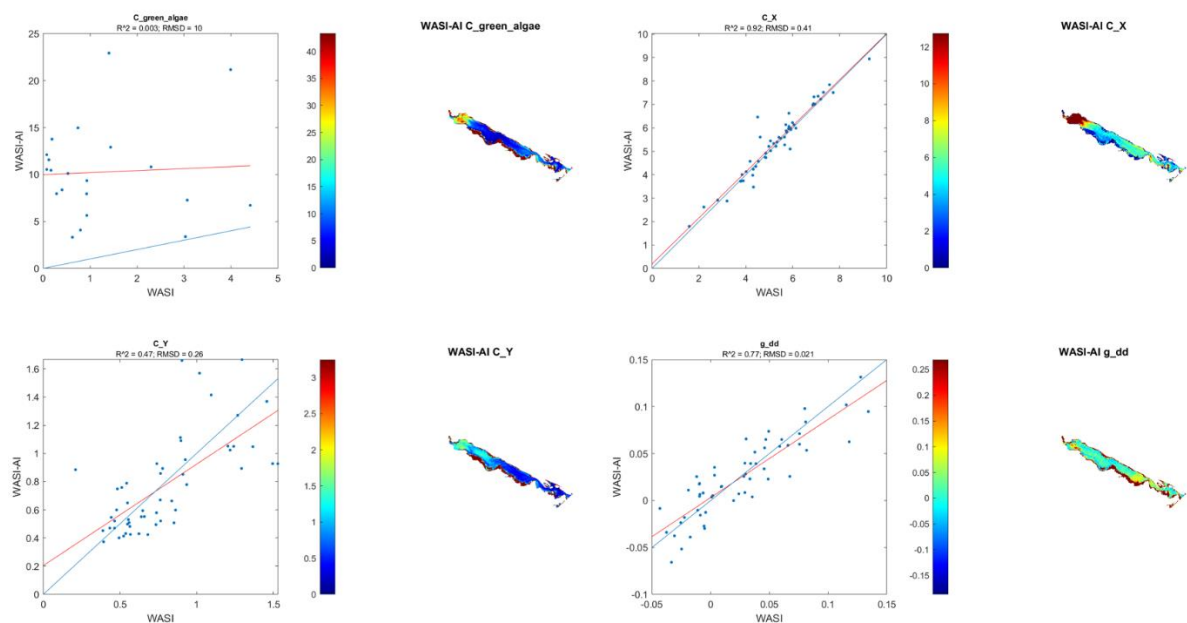 C_green_algae
R^2 = 0.003; RMSD = 10
25
20
15
10
5
0
0 1 2 3 4 5
WASI
WASI-AI
40
35
30
25
20
15
10
5
0
WASI-AI C_green_algae
C_X
R^2 = 0.92; RMSD = 0.41
10
9
8
7
6
5
4
3
2
1
0
0 2 4 6 8 10
WASI
WASI-AI
12
10
8
6
4
2
0
WASI-AI C_X
C_Y
R^2 = 0.47; RMSD = 0.26
1.6
1.4
1.2
1
0.8
0.6
0.4
0.2
0
0 0.5 1 1.5
WASI
WASI-AI
3
2.5
2
1.5
1
0.5
0
WASI-AI C_Y
g_dd
R^2 = 0.77; RMSD = 0.021
0.15
0.1
0.05
0
-0.05
-0.1
-0.05 0 0.05 0.1 0.15
WASI
WASI-AI
0.25
0.2
0.15
0.1
0.05
0
-0.05
-0.1
-0.15
WASI-AI g_dd